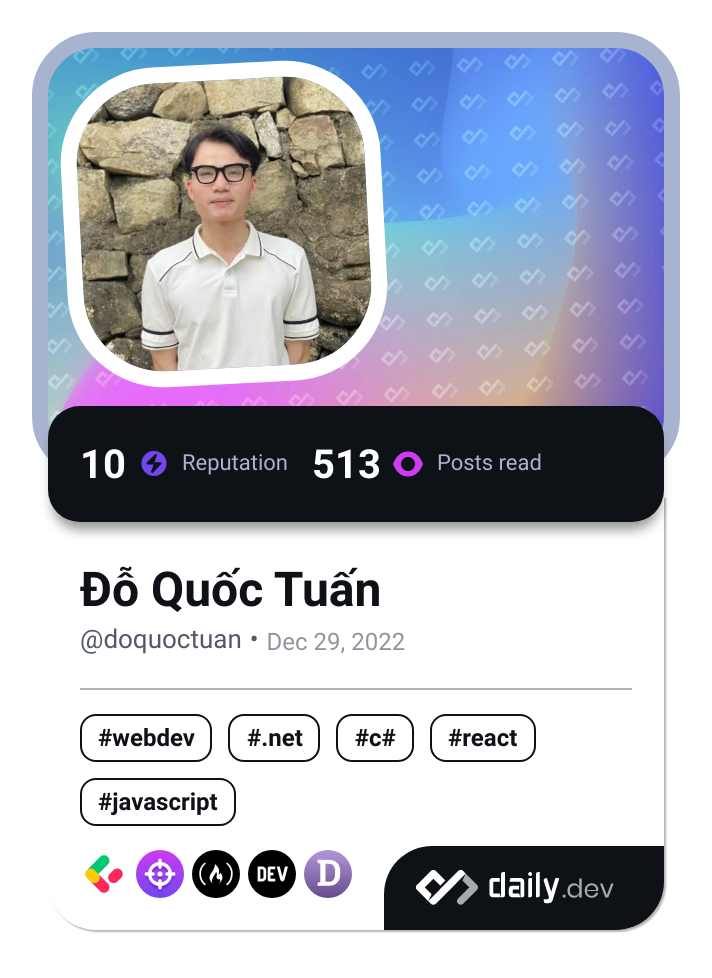 10 Reputation 513 Posts read
Đỗ Quốc Tuấn
@doquoctuan • Dec 29, 2022
#webdev #.net #c# #react
#javascript
DEV D
daily.dev